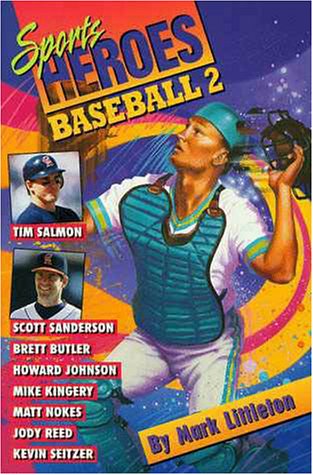 Sports
HEROES
BASEBALL 2
TIM SALMON
SCOTT SANDERSON
BRETT BUTLER
HOWARD JOHNSON
MIKE KINGERY
MATT NOKES
JODY REED
KEVIN SEITZER
By Mark Littleton